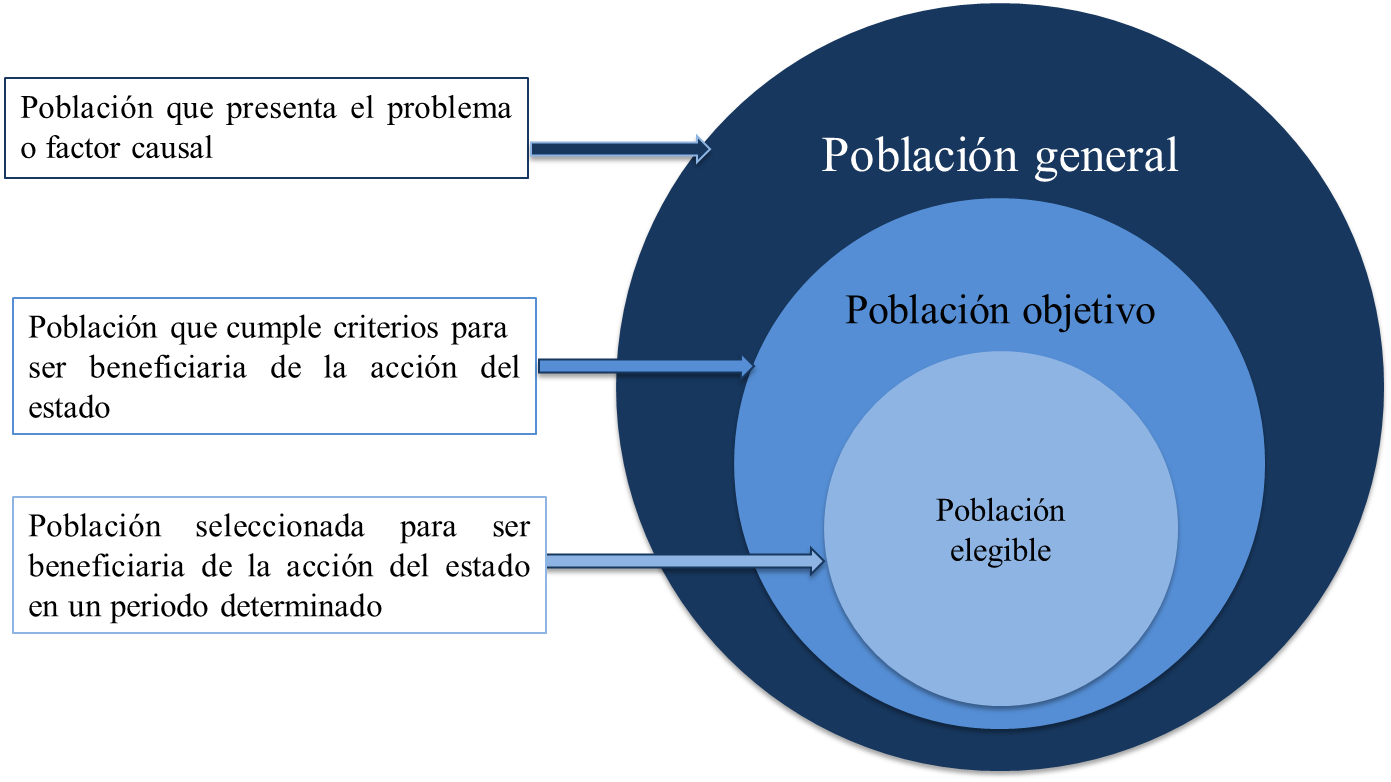 Población que presenta el problema
o factor causal
Población general
Población que cumple criterios para
ser beneficiaria de la acción del
estado
Población objetivo
Población seleccionada para ser
beneficiaria de la acción del estado
en un periodo determinado
Población
elegible